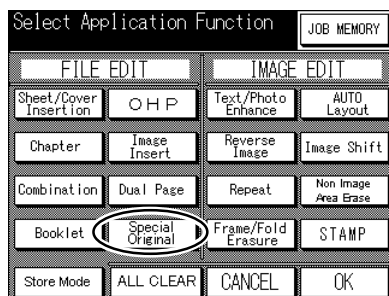 Select Application Function
JOB MEMORY
FILE EDIT
IMAGE EDIT
Sheet/Cover
Insertion
OHP
Text/Photo
Enhance
AUTO
Layout
Chapter
Image
Insert
Reverse
Image
Image Shift
Combination
Dual Page
Repeat
Non Image
Area Erase
Booklet
Special
Original
Frame/Fold
Erasure
STAMP
Store Mode
ALL CLEAR
CANCEL
OK